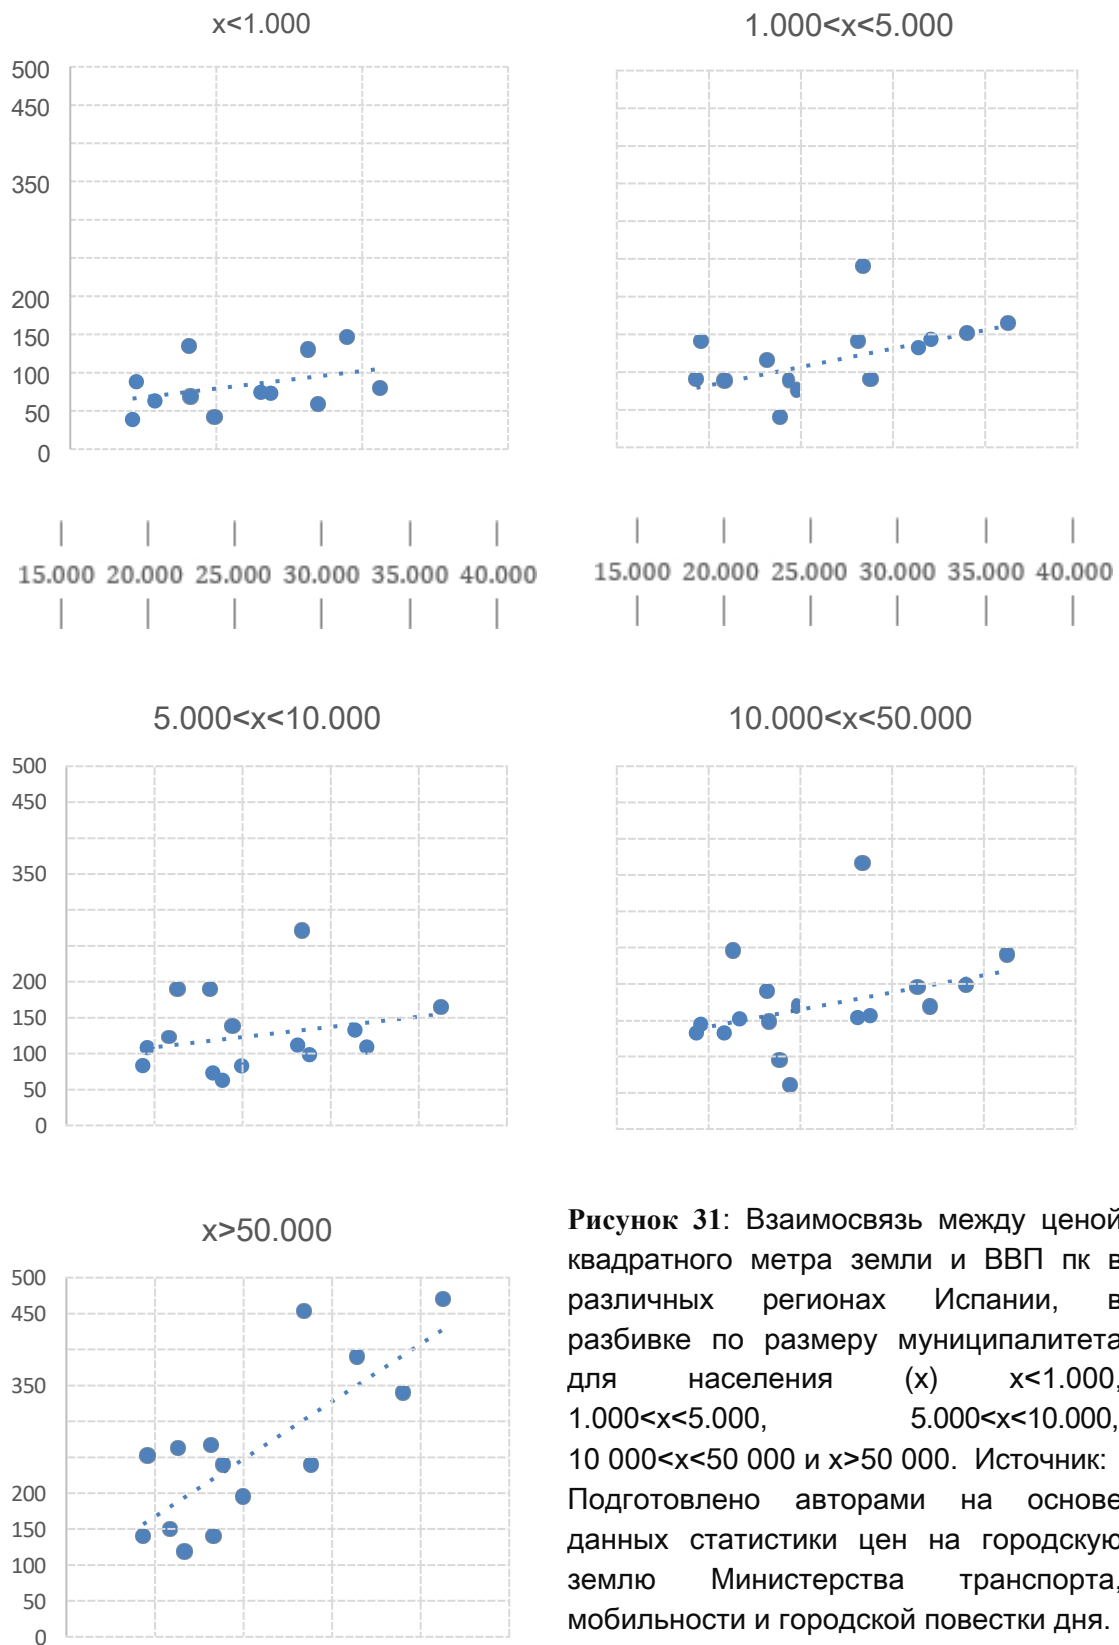 x<1.000
500
450
350
200
150
100
50
0
1.000<x<5.000
15.000 20.000 25.000 30.000 35.000 40.000
15.000 20.000 25.000 30.000 35.000 40.000
5.000<x<10.000
500
450
350
200
150
100
50
0
10.000<x<50.000
x>50.000
500
450
350
200
150
100
50
0
Рисунок 31: Взаимосвязь между ценой
квадратного метра земли и ВВП пк в
различных регионах Испании, в
разбивке по размеру муниципалитета
для населения (x) x<1.000,
1.000<x<5.000, 5.000<x<10.000,
10 000<x<50 000 и x>50 000. Источник:
Подготовлено авторами на основе
данных статистики цен на городскую
землю Министерства транспорта,
мобильности и городской повестки дня.